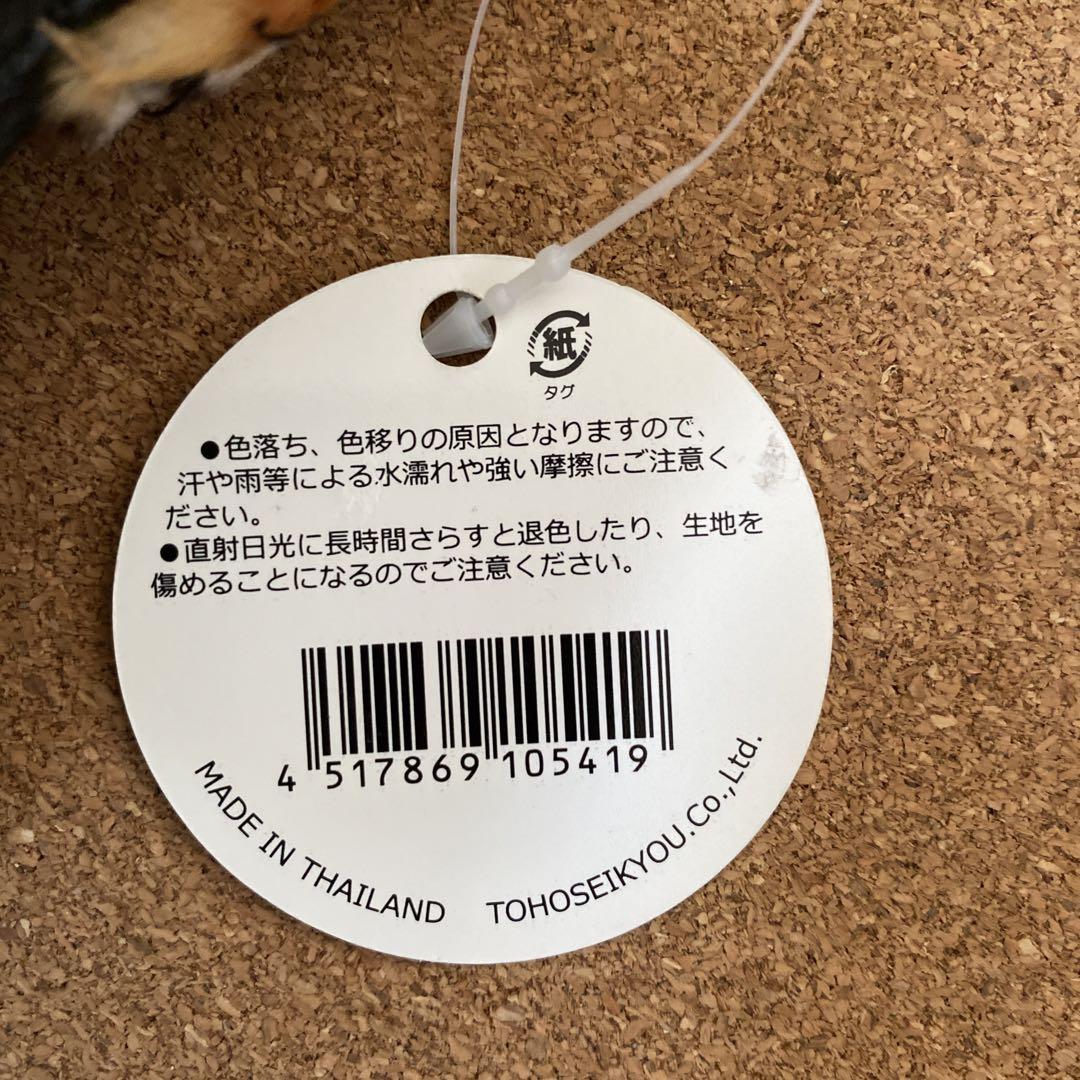 紙
タグ
●色落ち、色移りの原因となりますので、
汗や雨等による水濡れや強い摩擦にご注意く
ださい。
●直射日光に長時間さらすと退色したり、生地を
傷めることになるのでご注意ください。
4 517869 105419
MADE IN THAILAND TOHOSEIKYOU.Co.,Ltd.